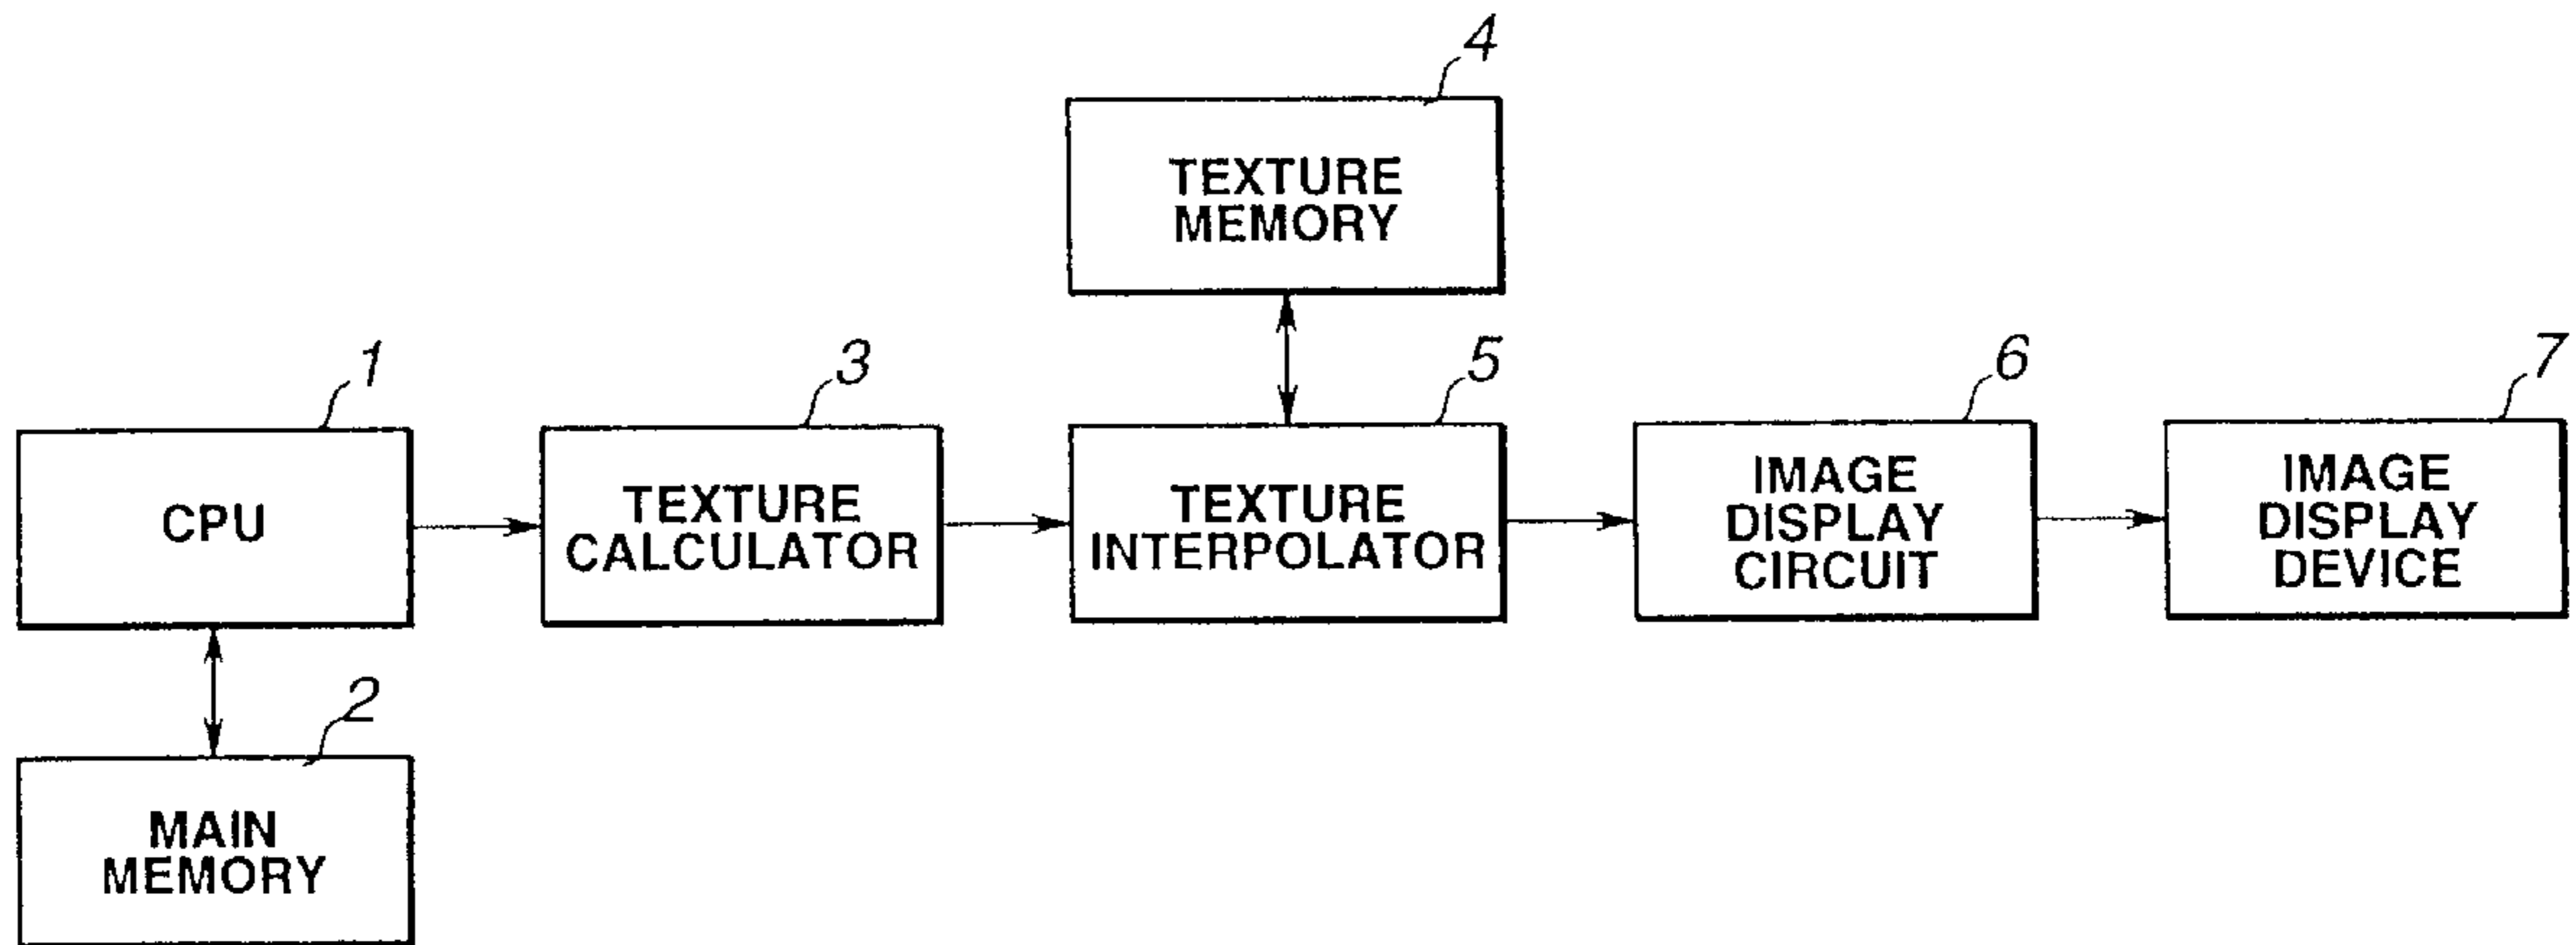 4
TEXTURE
MEMORY
1
CPU
3
TEXTURE
CALCULATOR
5
TEXTURE
INTERPOLATOR
6
IMAGE
DISPLAY
CIRCUIT
7
IMAGE
DISPLAY
DEVICE
2
MAIN
MEMORY